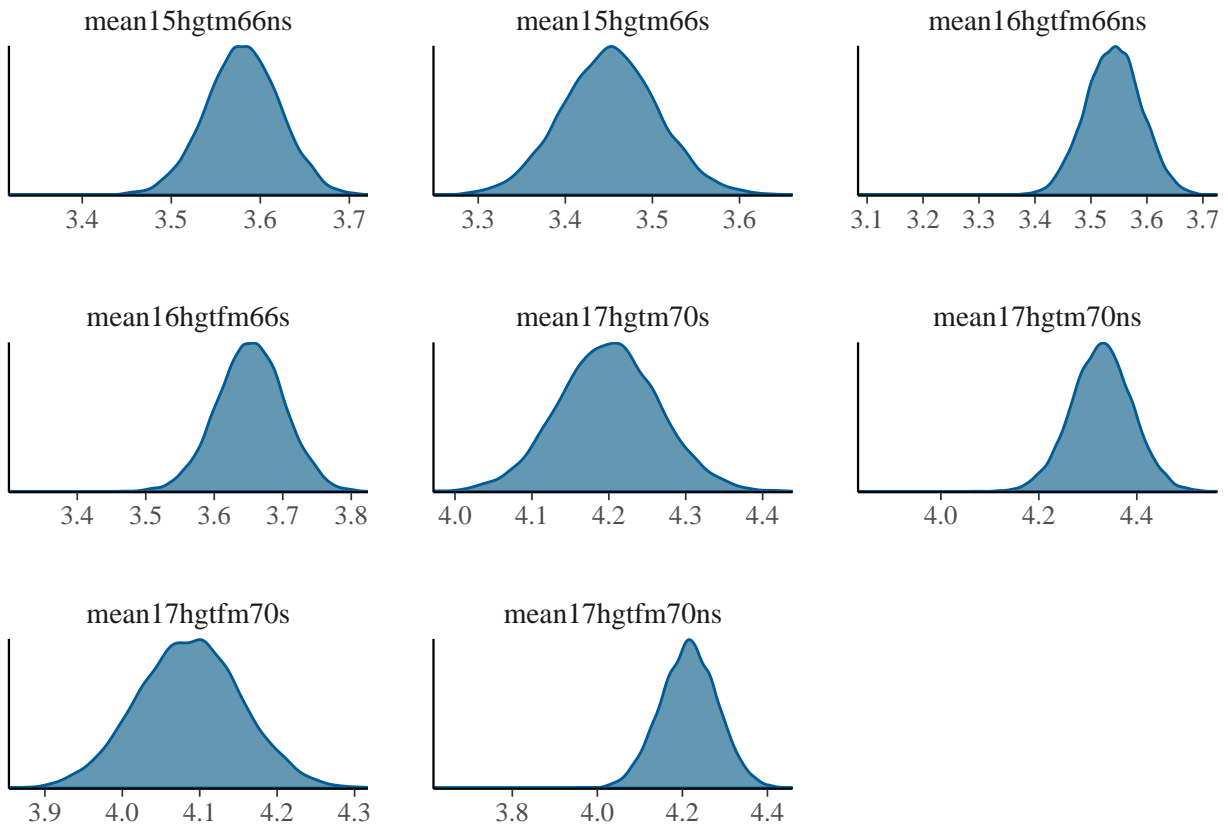 mean15hgtm66ns
mean15hgtm66s
mean16hgtfm66ns
3.4 3.5 3.6 3.7
3.3 3.4 3.5 3.6
3.1 3.2 3.3 3.4 3.5 3.6 3.7
mean16hgtfm66s
mean17hgtm70s
mean17hgtm70ns
3.4 3.5 3.6 3.7 3.8
4.0 4.1 4.2 4.3 4.4
4.0 4.2 4.4
mean17hgtfm70s
mean17hgtfm70ns
3.9 4.0 4.1 4.2 4.3
3.8 4.0 4.2 4.4